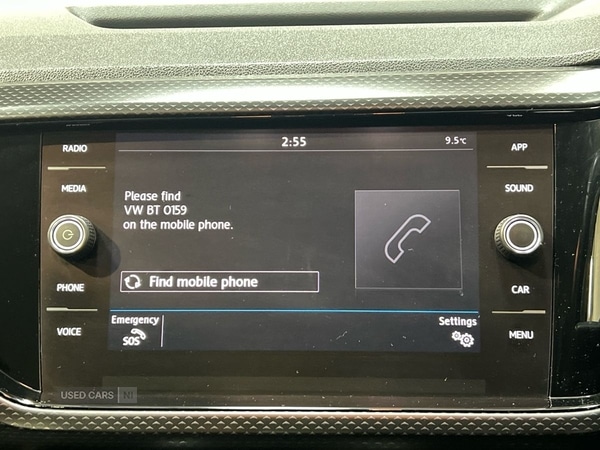 RADIO
MEDIA
PHONE
VOICE
2:55
9.5°C
Please find
VW BT 0159
on the mobile phone.
Find mobile phone
Emergency
SOS
Settings
APP
SOUND
CAR
MENU
USED CARS NI